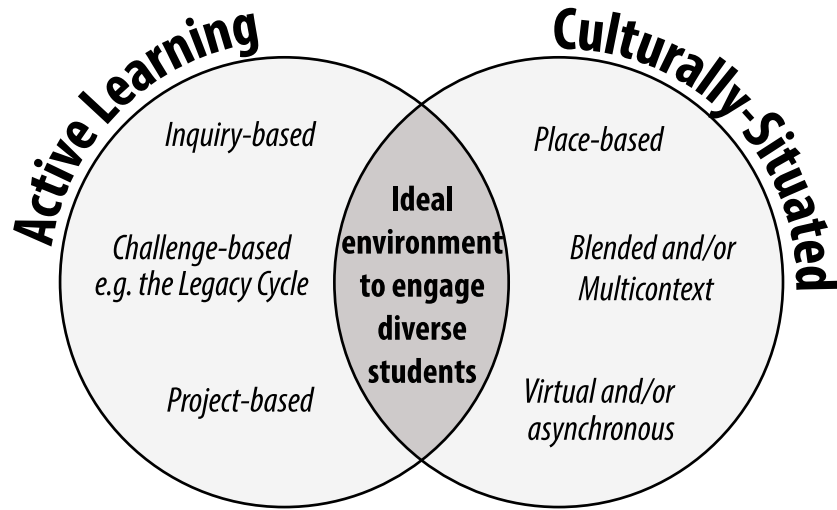 Active Learning
Inquiry-based
Challenge-based
e.g. the Legacy Cycle
Project-based
Ideal
environment
to engage
diverse
students
Culturally-Situated
Place-based
Blended and/or
Multicontext
Virtual and/or
asynchronous